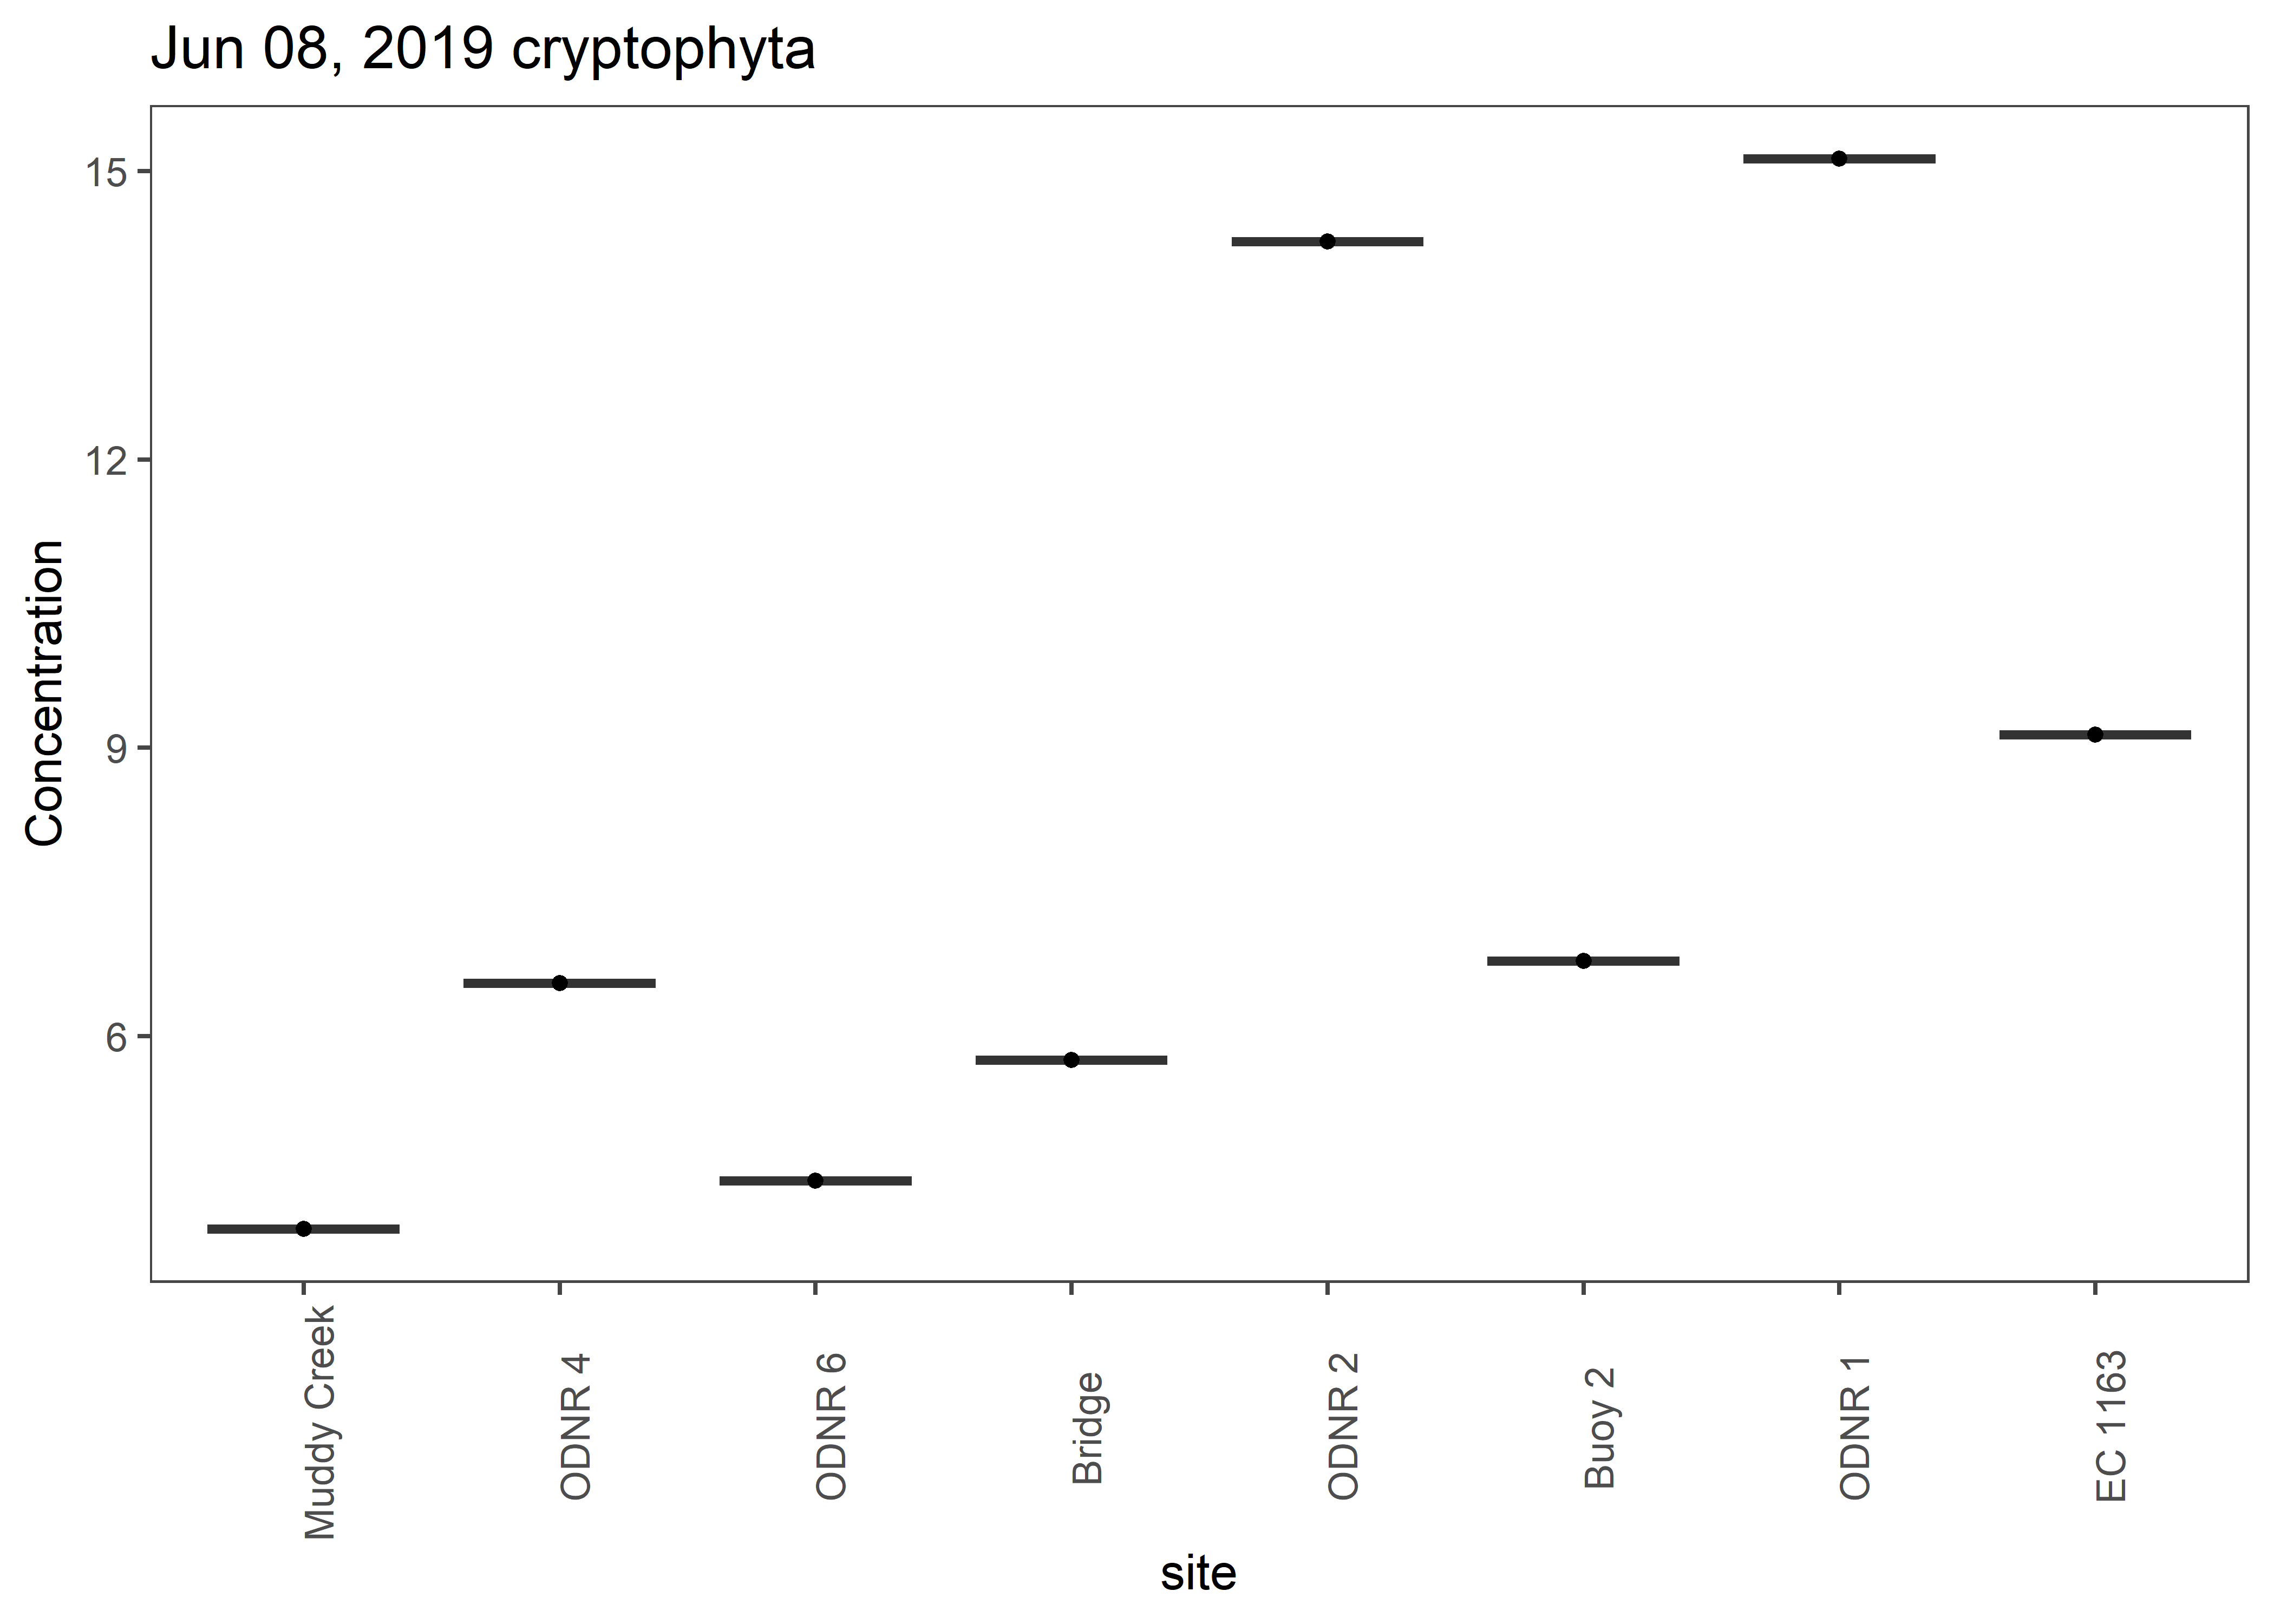 Jun 08, 2019 cryptophyta
15
12
9
6
Concentration
Muddy Creek
ODNR 4
ODNR 6
Bridge
ODNR 2
Buoy 2
ODNR 1
EC 1163
site